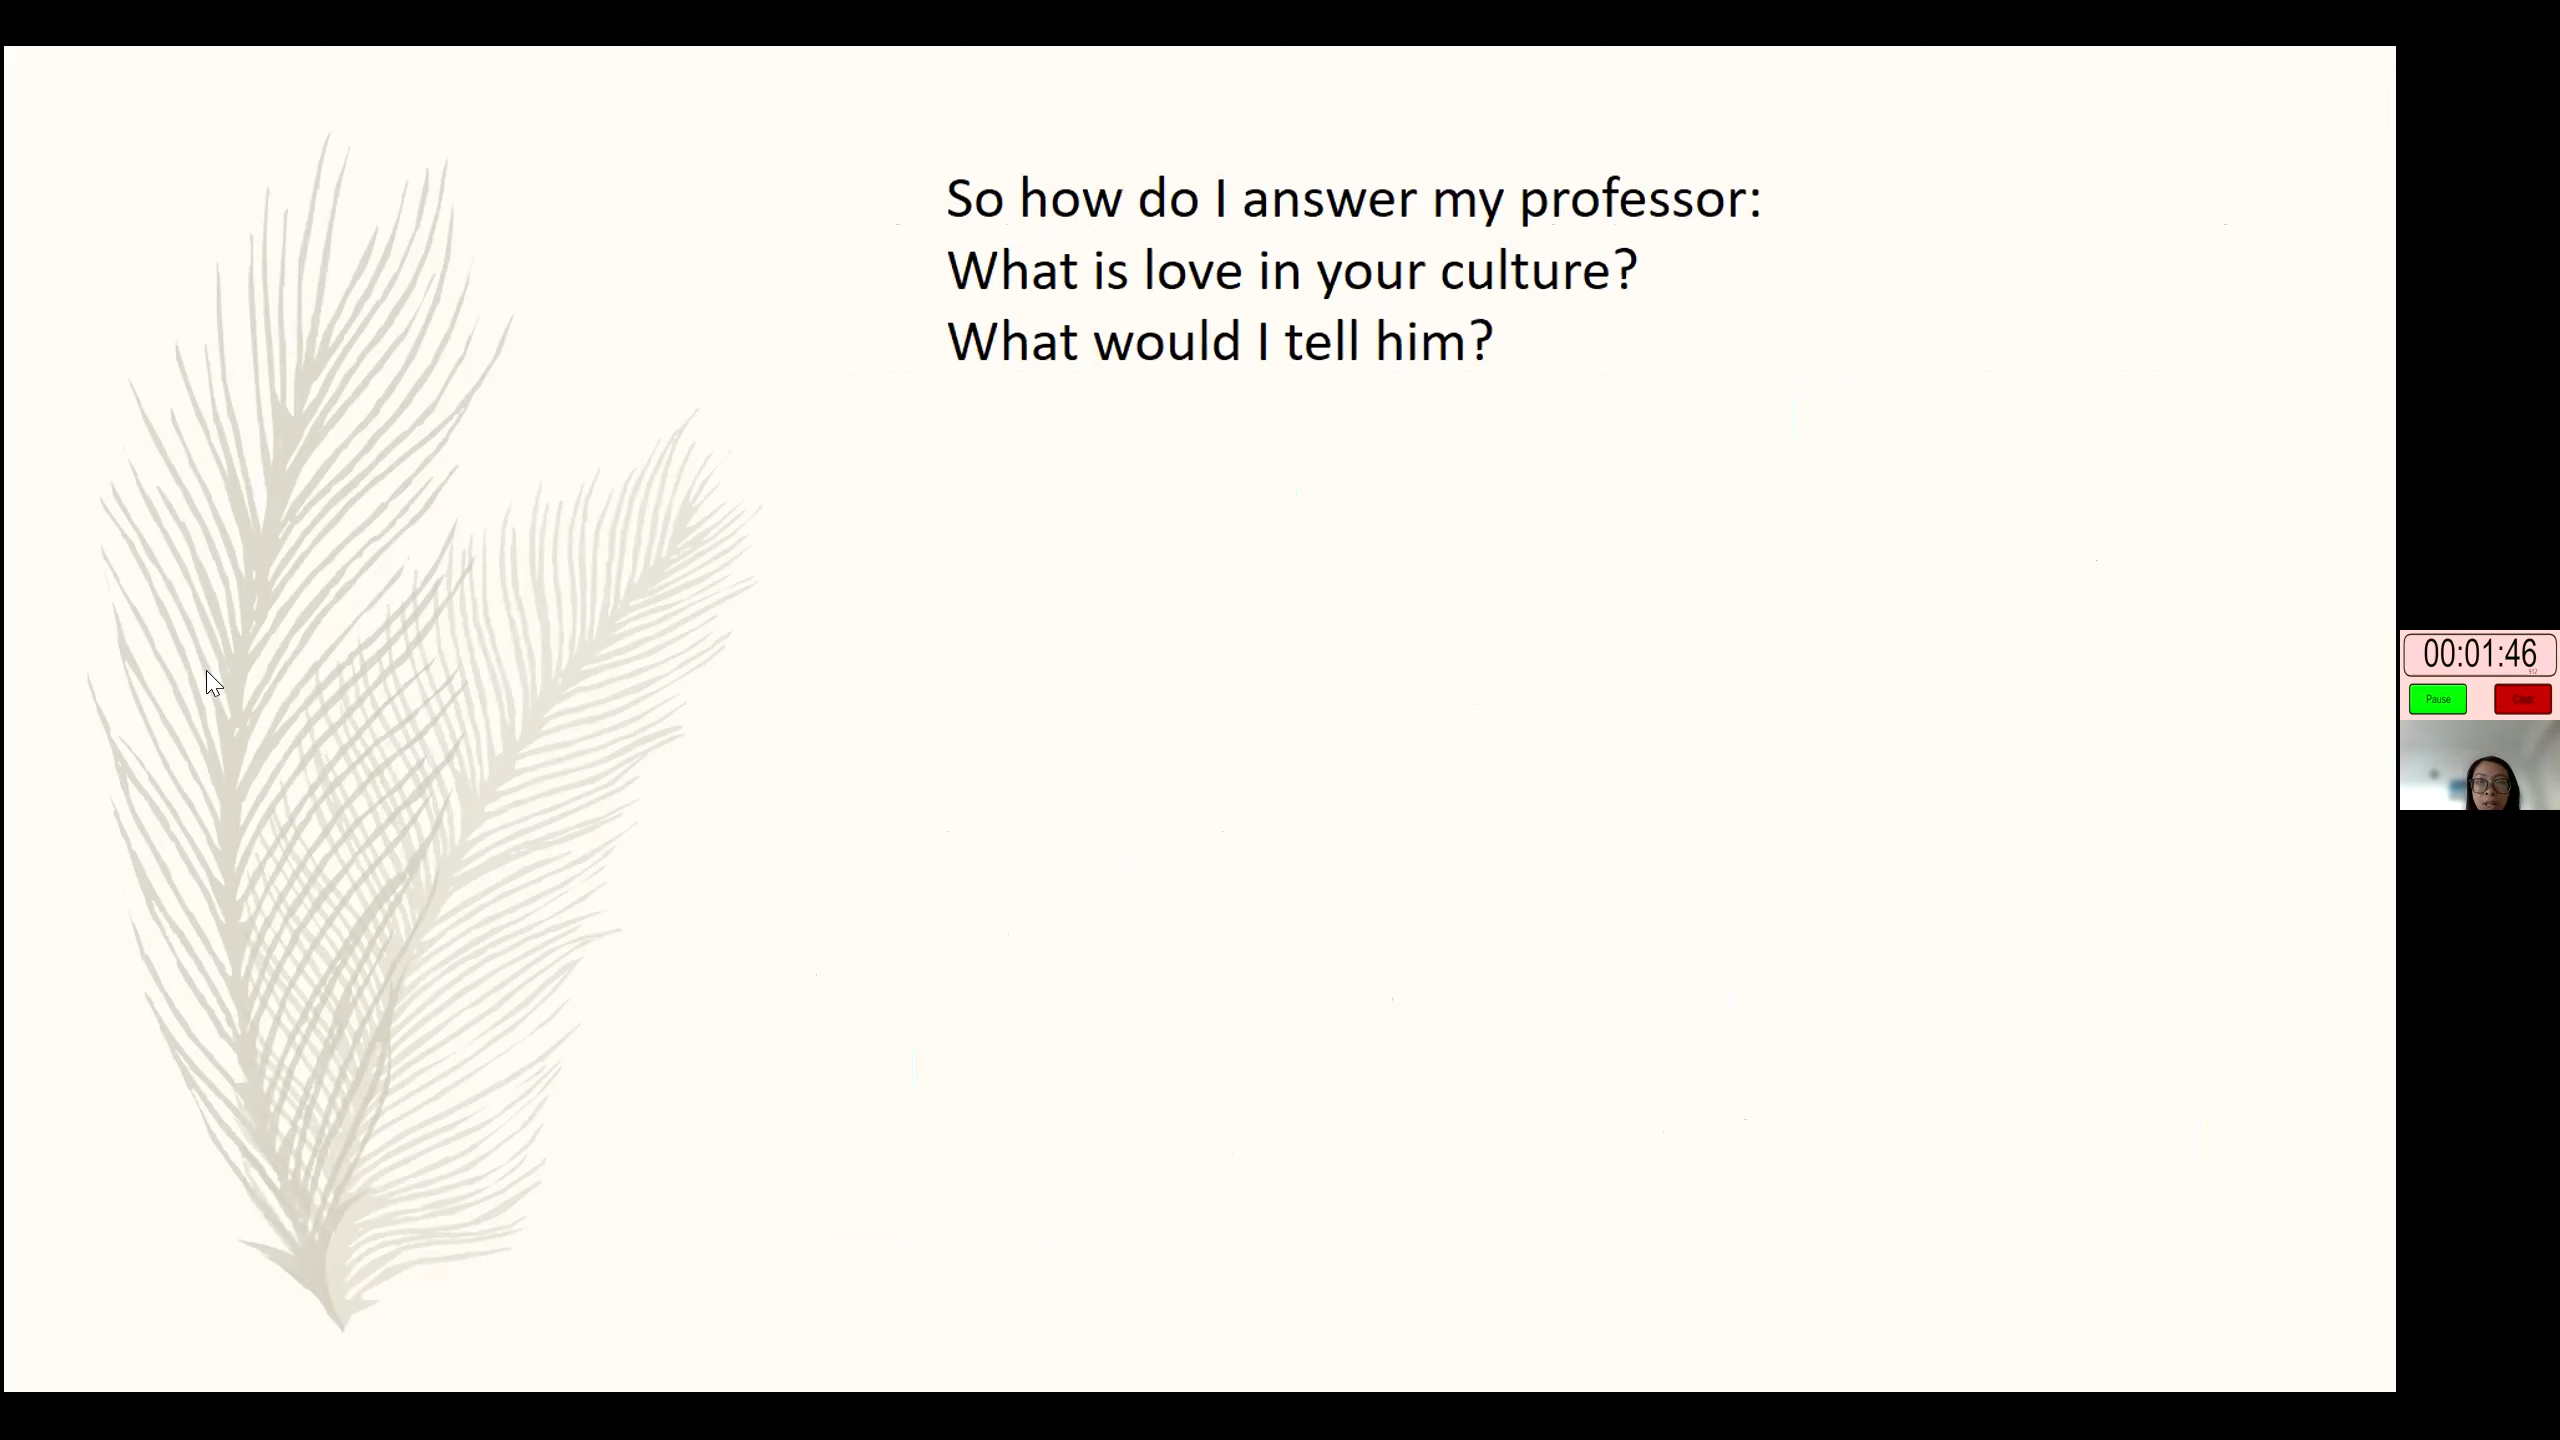 So how do I answer my professor:
What is love in your culture?
What would I tell him?
00:01:46
Pause